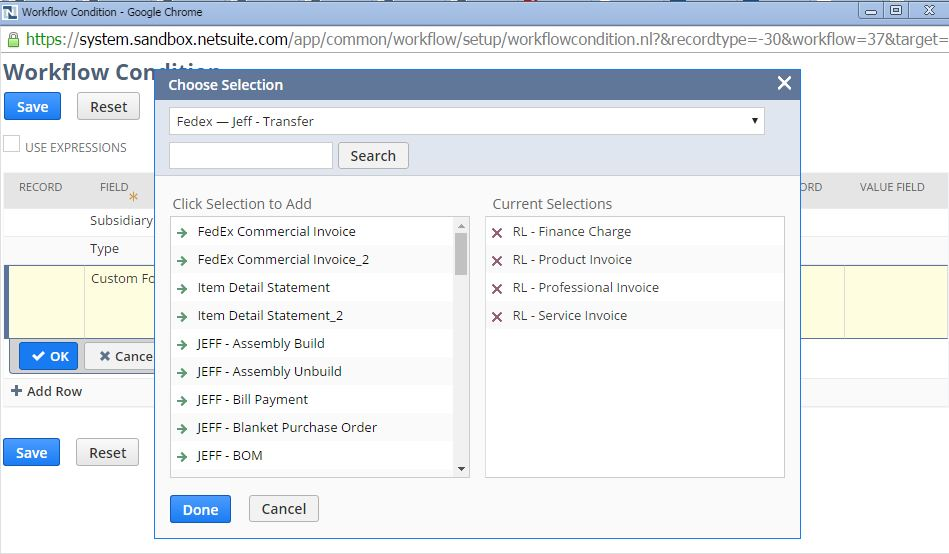 Workflow Condition - Google Chrome
https://system.sandbox.netsuite.com/app/common/workflow/setup/workflowcondition.nl?&recordtype=-30&workflow=37&target=
Workflow Condition
Choose Selection
Save Reset
Fedex — Jeff - Transfer
USE EXPRESSIONS
Search
RECORD FIELD VALUE FIELD
Click Selection to Add Current Selections
Subsidiary
Type
Custom Fo
FedEx Commercial Invoice
FedEx Commercial Invoice_2
Item Detail Statement
Item Detail Statement_2
JEFF - Assembly Build
JEFF - Assembly Unbuild
JEFF - Bill Payment
JEFF - Blanket Purchase Order
JEFF - BOM
RL - Finance Charge
RL - Product Invoice
RL - Professional Invoice
RL - Service Invoice
OK Cance
Add Row
Save Reset
Done Cancel